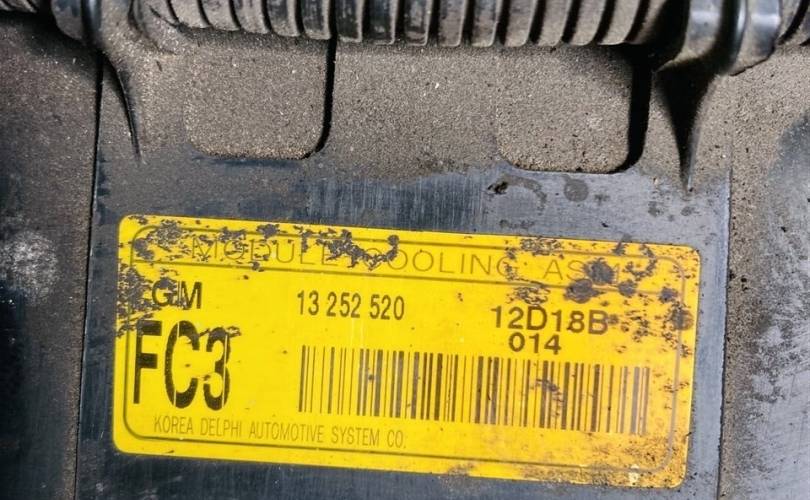 MODULE COOLING ASM
GM
13 252 520
12D18B
014
FC3
KOREA DELPHI AUTOMOTIVE SYSTEM CO.